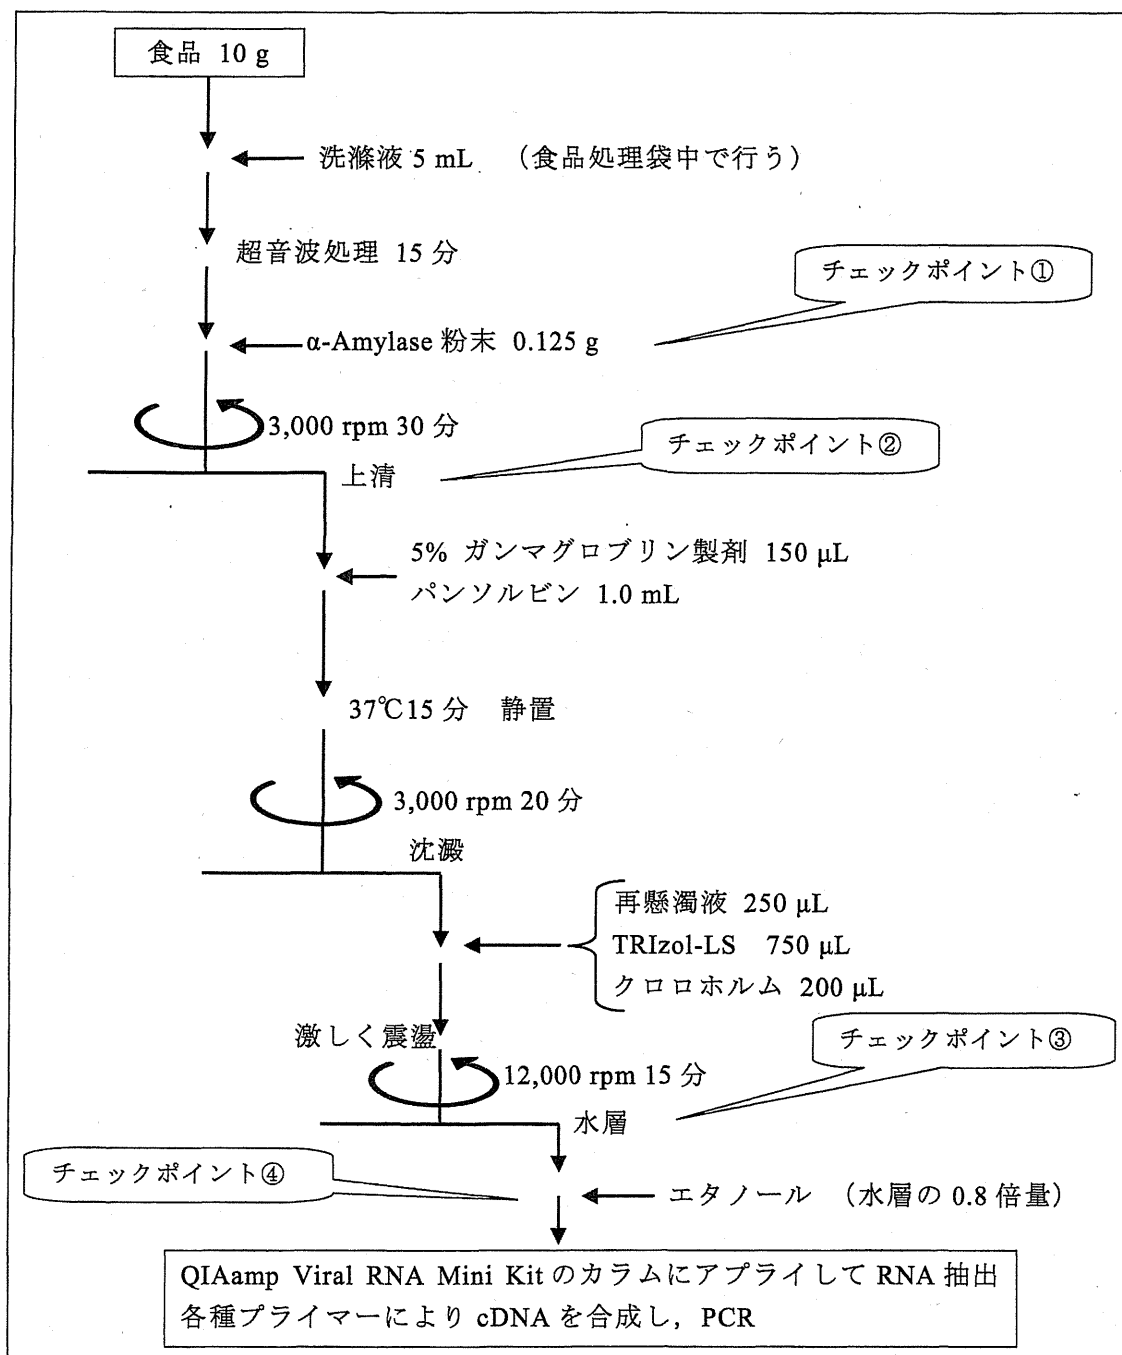 食品 10 g
洗滌液 5 mL （食品処理袋中で行う）
超音波処理 15 分
チェックポイント①
α-Amylase 粉末 0.125 g
3,000 rpm 30 分
チェックポイント②
上清
5% ガンマグロブリン製剤 150 μL
パンソルビン 1.0 mL
37℃15 分 静置
3,000 rpm 20 分
沈澱
再懸濁液 250 μL
TRIzol-LS 750 μL
クロロホルム 200 μL
激しく震盪
チェックポイント③
12,000 rpm 15 分
水層
チェックポイント④
エタノール （水層の 0.8 倍量）
QIAamp Viral RNA Mini Kit のカラムにアプライして RNA 抽出
各種プライマーにより cDNA を合成し，PCR